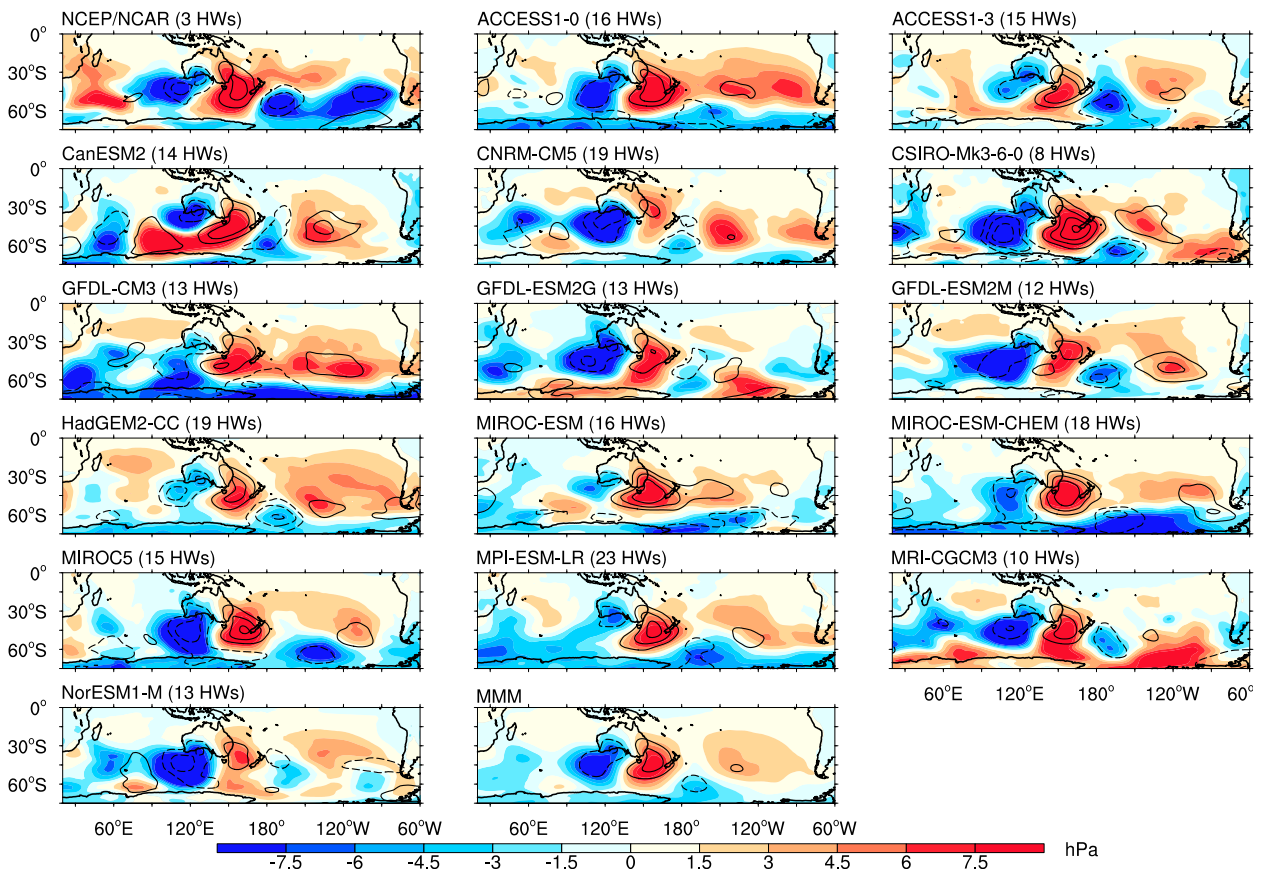 NCEP/NCAR (3 HWs) ACCESS1-0 (16 HWs) ACCESS1-3 (15 HWs)
0°
30°S
60°S
CanESM2 (14 HWs) CNRM-CM5 (19 HWs) CSIRO-Mk3-6-0 (8 HWs)
0°
30°S
60°S
GFDL-CM3 (13 HWs) GFDL-ESM2G (13 HWs) GFDL-ESM2M (12 HWs)
0°
30°S
60°S
HadGEM2-CC (19 HWs) MIROC-ESM (16 HWs) MIROC-ESM-CHEM (18 HWs)
0°
30°S
60°S
MIROC5 (15 HWs) MPI-ESM-LR (23 HWs) MRI-CGCM3 (10 HWs)
0°
30°S
60°S
60°E 120°E 180° 120°W 60°
NorESM1-M (13 HWs) MMM
0°
30°S
60°S
60°E 120°E 180° 120°W 60°W 60°E 120°E 180° 120°W 60°W
-7.5 -6 -4.5 -3 -1.5 0 1.5 3 4.5 6 7.5 hPa